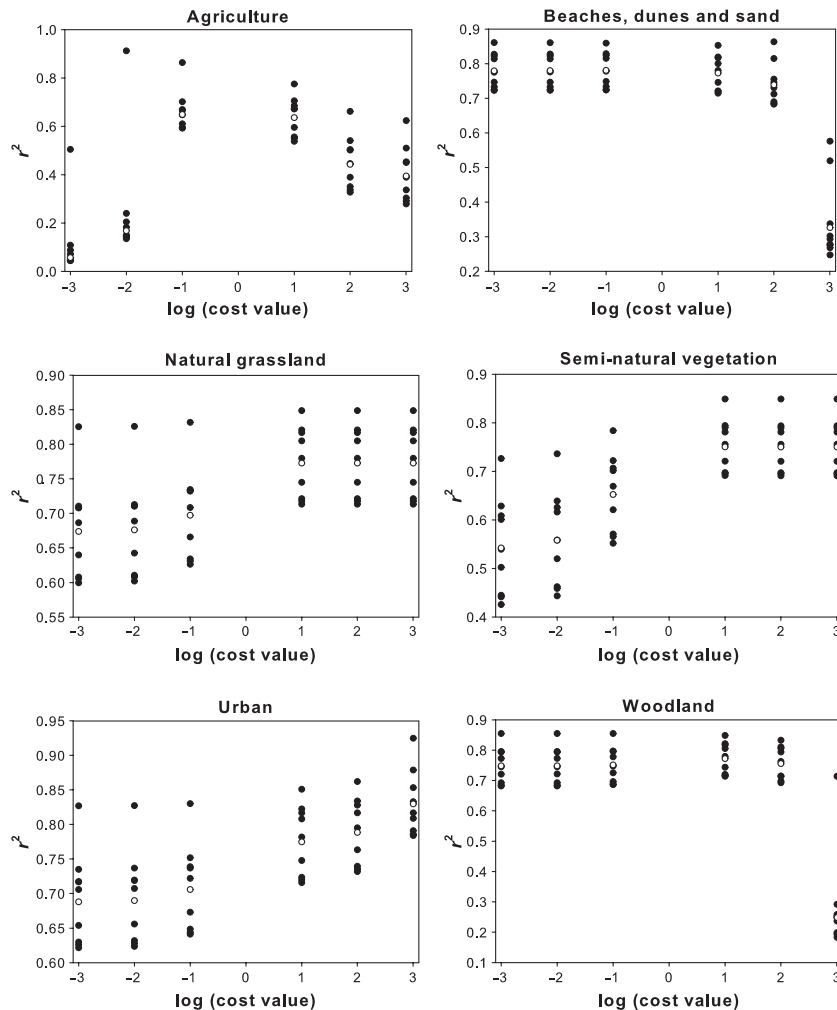 Agriculture
1.0
0.8
0.6
0.4
0.2
0.0
r²
−3 −2 −1 0 1 2 3
log (cost value)
Beaches, dunes and sand
0.9
0.8
0.7
0.6
0.5
0.4
0.3
0.2
r²
−3 −2 −1 0 1 2 3
log (cost value)
Natural grassland
0.90
0.85
0.80
0.75
0.70
0.65
0.60
0.55
r²
−3 −2 −1 0 1 2 3
log (cost value)
Semi-natural vegetation
0.9
0.8
0.7
0.6
0.5
0.4
r²
−3 −2 −1 0 1 2 3
log (cost value)
Urban
0.95
0.90
0.85
0.80
0.75
0.70
0.65
0.60
r²
−3 −2 −1 0 1 2 3
log (cost value)
Woodland
0.9
0.8
0.7
0.6
0.5
0.4
0.3
0.2
0.1
r²
−3 −2 −1 0 1 2 3
log (cost value)